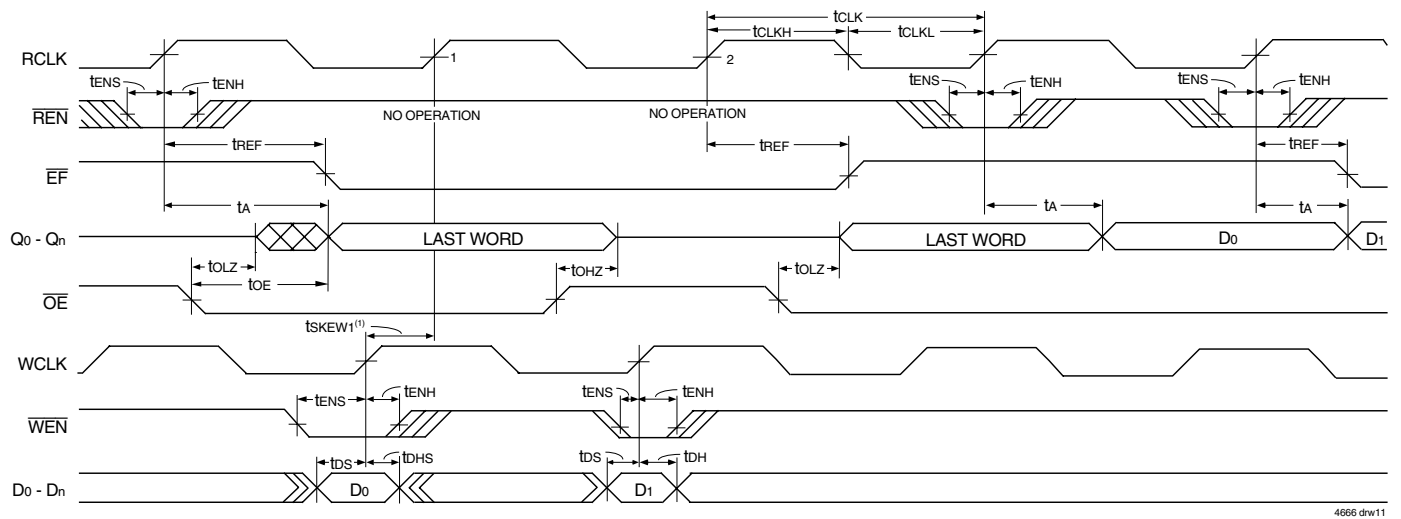 tCLK
tCLKH tCLKL
RCLK 1 2
tENS tENH tENS tENH tENS tENH
REN NO OPERATION NO OPERATION
tREF tREF tREF
EF
tA tA tA
Q0 - Qn LAST WORD LAST WORD D0 D1
tOLZ tOHZ tOLZ
tOE
OE
tSKEW1(1)
WCLK
tENS tENH tENS tENH
WEN
tDS tDHS tDS tDH
D0 - Dn D0 D1
4666 drw11